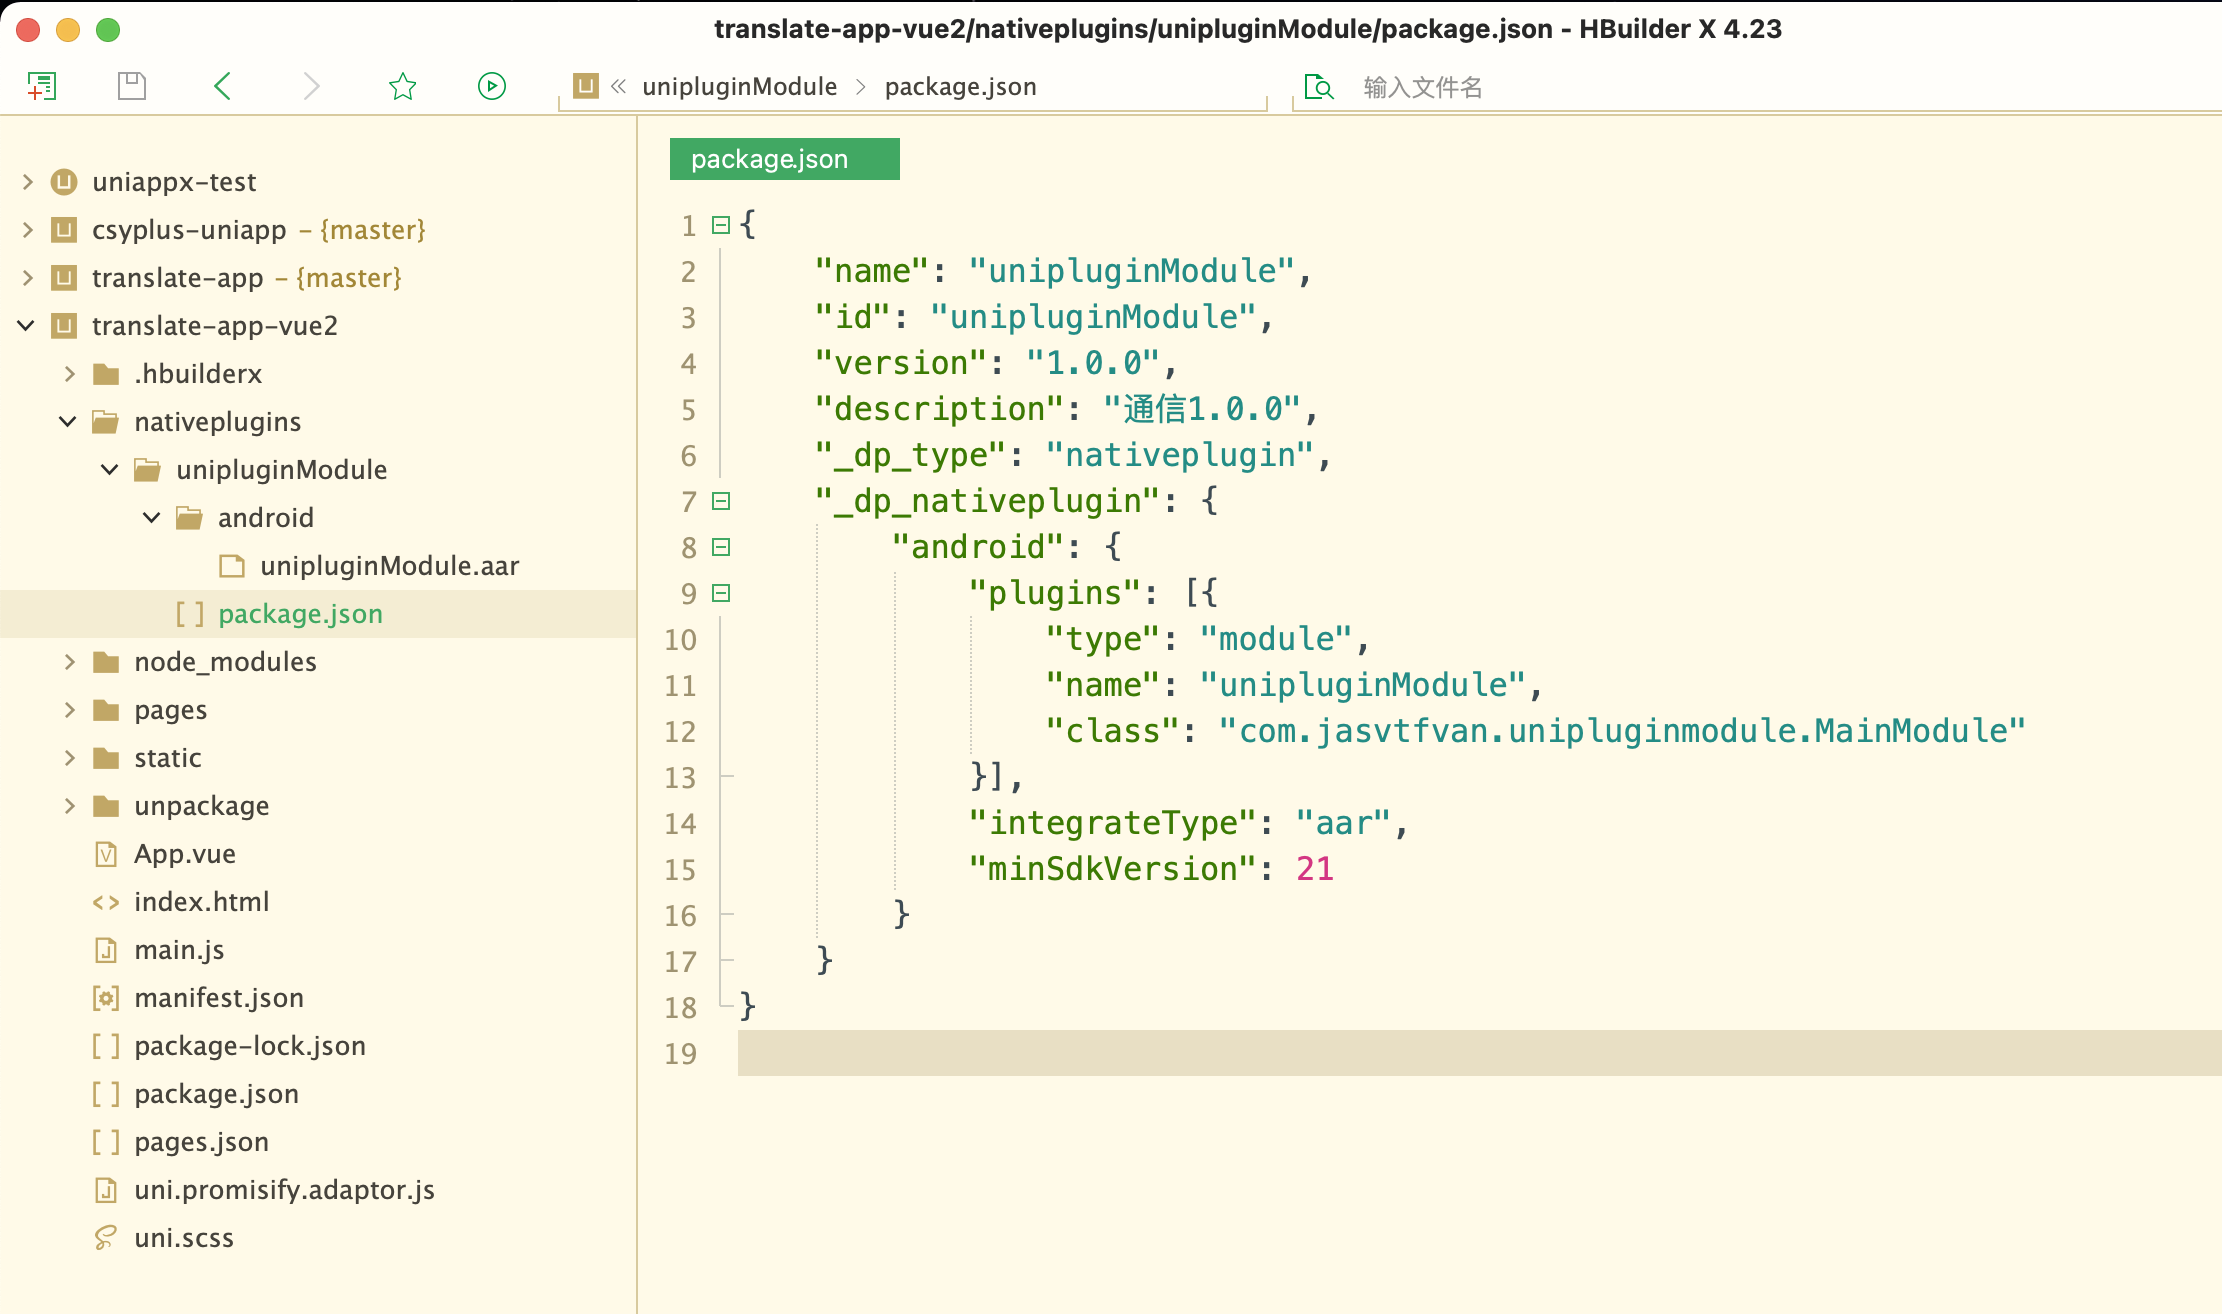 translate-app-vue2/nativeplugins/unipluginModule/package.json - HBuilder X 4.23
unipluginModule > package.json
输入文件名
uniappx-test
csyplus-uniapp - {master}
translate-app - {master}
translate-app-vue2
.hbuilderx
nativeplugins
unipluginModule
android
unipluginModule.aar
package.json
node_modules
pages
static
unpackage
App.vue
index.html
main.js
manifest.json
package-lock.json
package.json
pages.json
uni.promisify.adaptor.js
uni.scss
package.json
1 {
2     "name": "unipluginModule",
3     "id": "unipluginModule",
4     "version": "1.0.0",
5     "description": "通信1.0.0",
6     "_dp_type": "nativeplugin",
7     "_dp_nativeplugin": {
8         "android": {
9             "plugins": [{
10                 "type": "module",
11                 "name": "unipluginModule",
12                 "class": "com.jasvtfvan.unipluginmodule.MainModule"
13             }],
14             "integrateType": "aar",
15             "minSdkVersion": 21
16         }
17     }
18 }
19